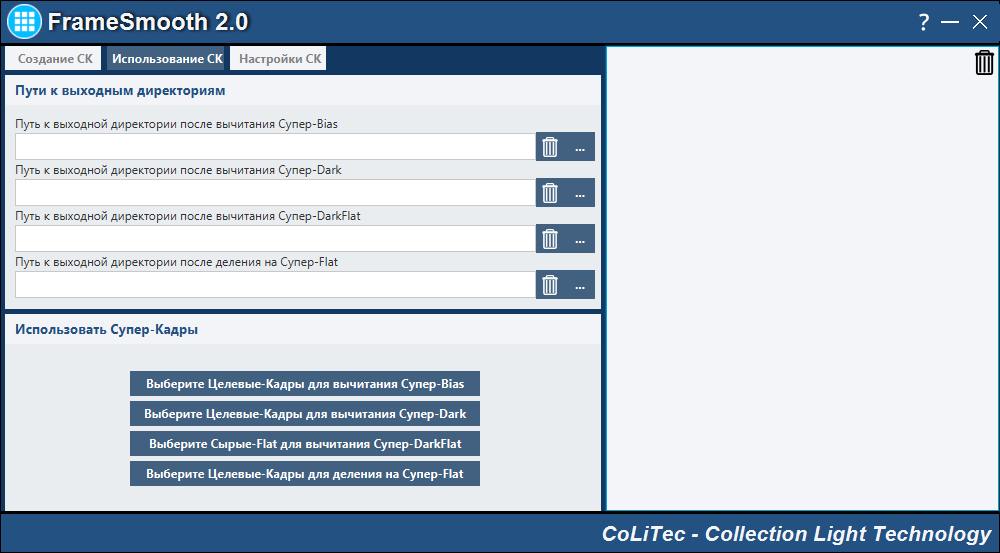 FrameSmooth 2.0
?
Создание СК Использование СК Настройки СК
Пути к выходным директориям
Путь к выходной директории после вычитания Супер-Bias
...
Путь к выходной директории после вычитания Супер-Dark
...
Путь к выходной директории после вычитания Супер-DarkFlat
...
Путь к выходной директории после деления на Супер-Flat
...
Использовать Супер-Кадры
Выберите Целевые-Кадры для вычитания Супер-Bias
Выберите Целевые-Кадры для вычитания Супер-Dark
Выберите Сырые-Flat для вычитания Супер-DarkFlat
Выберите Целевые-Кадры для деления на Супер-Flat
CoLiTec - Collection Light Technology